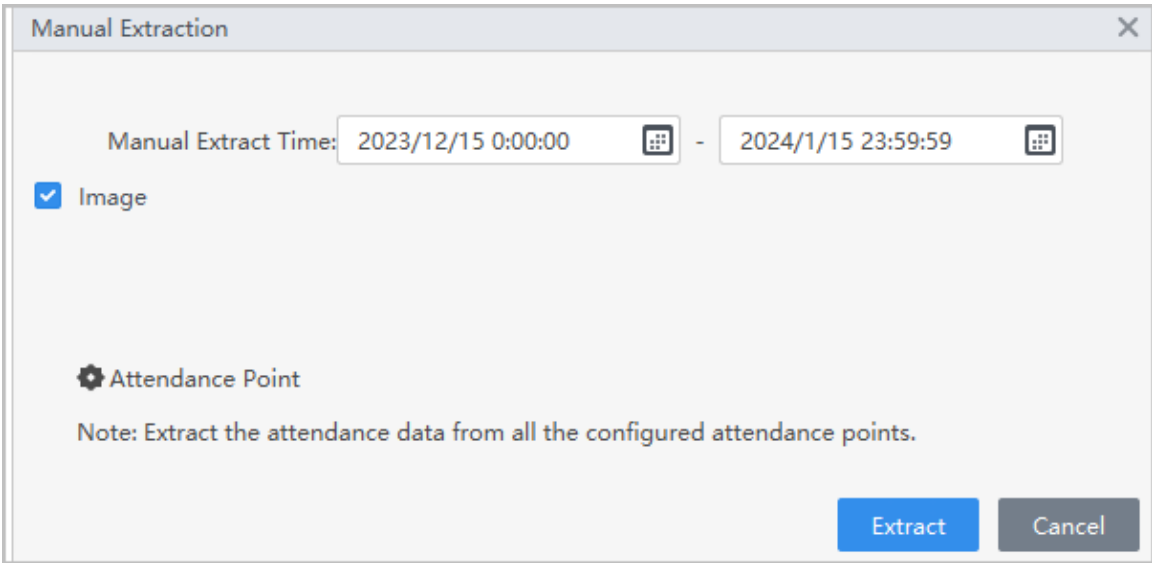 Manual Extraction
Manual Extract Time: 2023/12/15 0:00:00 - 2024/1/15 23:59:59
Image
Attendance Point
Note: Extract the attendance data from all the configured attendance points.
Extract Cancel